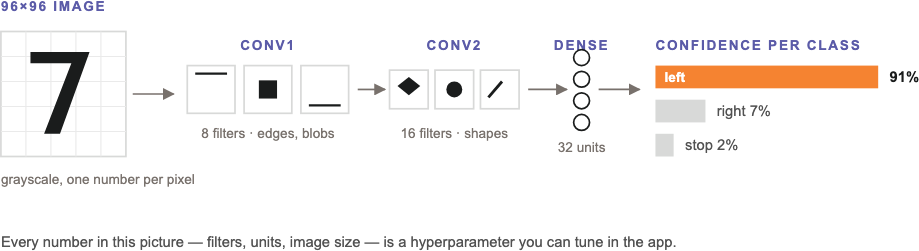 96×96 IMAGE
CONV1
CONV2
DENSE
CONFIDENCE PER CLASS
7
left
91%
right 7%
stop 2%
8 filters · edges, blobs
16 filters · shapes
32 units
grayscale, one number per pixel
Every number in this picture — filters, units, image size — is a hyperparameter you can tune in the app.